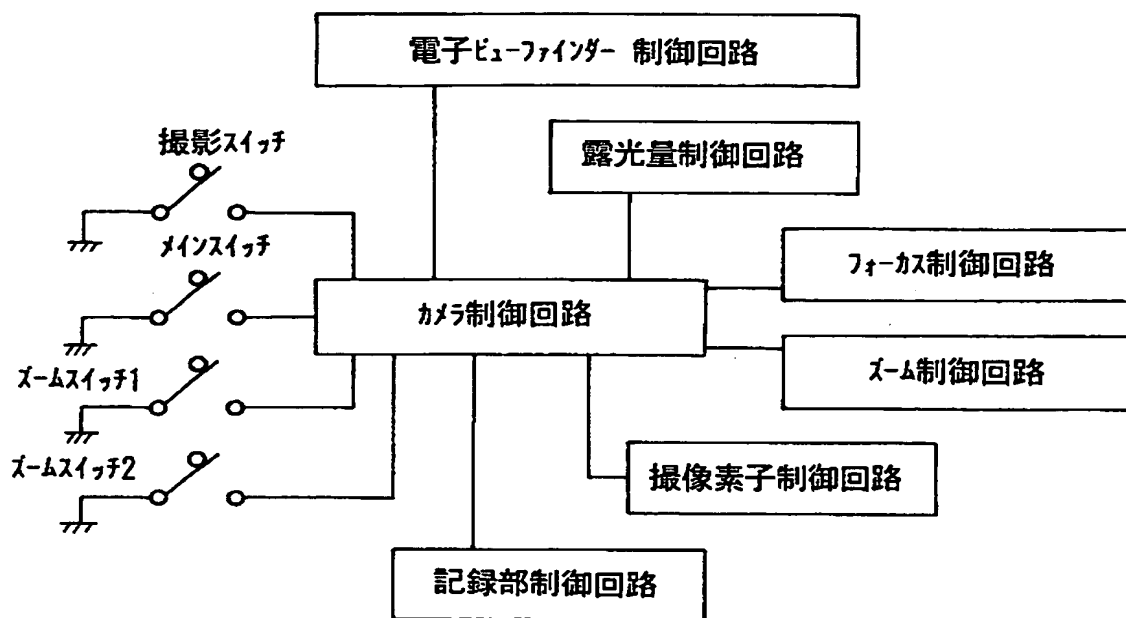 電子ビューファインダー 制御回路
撮影スイッチ
露光量制御回路
メインスイッチ
フォーカス制御回路
カメラ制御回路
ズームスイッチ1
ズーム制御回路
ズームスイッチ2
撮像素子制御回路
記録部制御回路